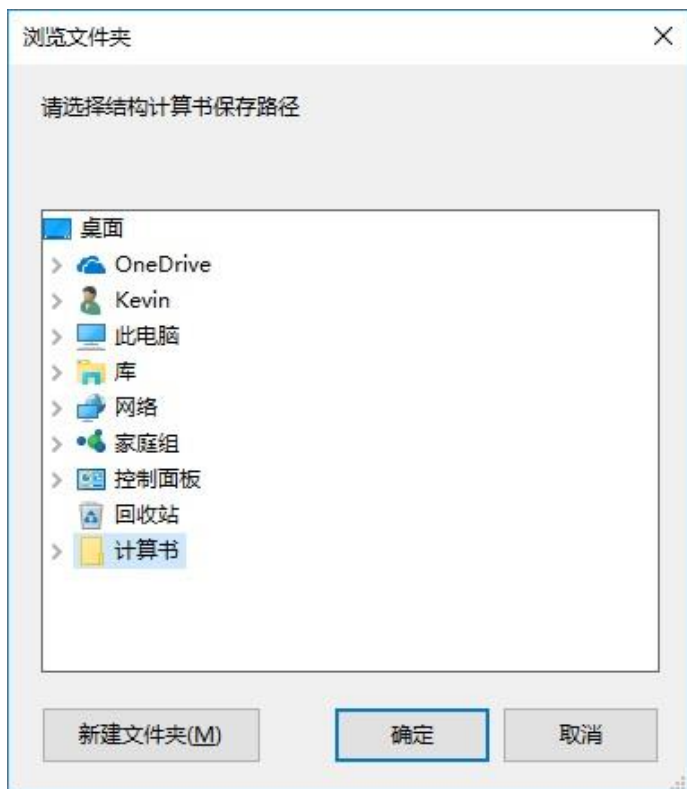 浏览文件夹
请选择结构计算书保存路径
桌面
OneDrive
Kevin
此电脑
库
网络
家庭组
控制面板
回收站
计算书
新建文件夹(M) 确定 取消